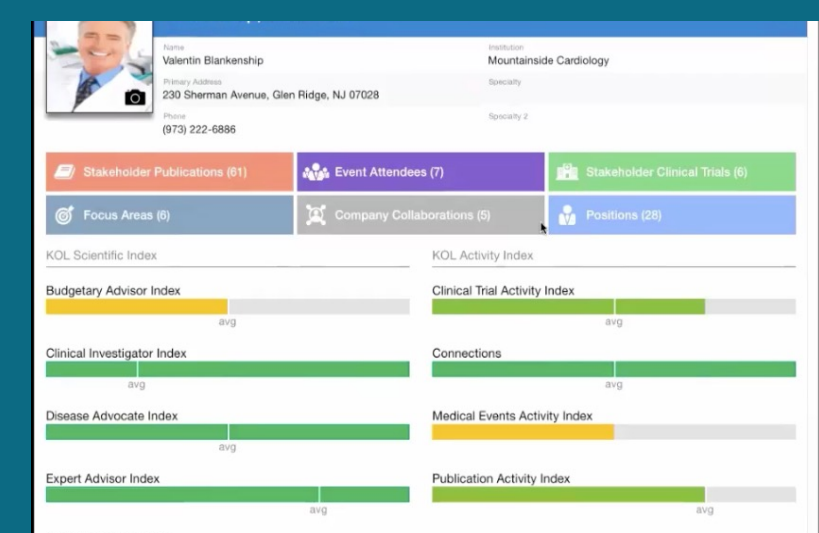 Name
Valentin Blankenship
Institution
Mountainside Cardiology
Primary Address
230 Sherman Avenue, Glen Ridge, NJ 07028
Specialty
Phone
(973) 222-6886
Specialty 2
Stakeholder Publications (61)
Event Attendees (7)
Stakeholder Clinical Trials (6)
Focus Areas (6)
Company Collaborations (5)
Positions (28)
KOL Scientific Index
KOL Activity Index
Budgetary Advisor Index
avg
Clinical Trial Activity Index
avg
Clinical Investigator Index
avg
Connections
avg
Disease Advocate Index
avg
Medical Events Activity Index
Expert Advisor Index
avg
Publication Activity Index
avg